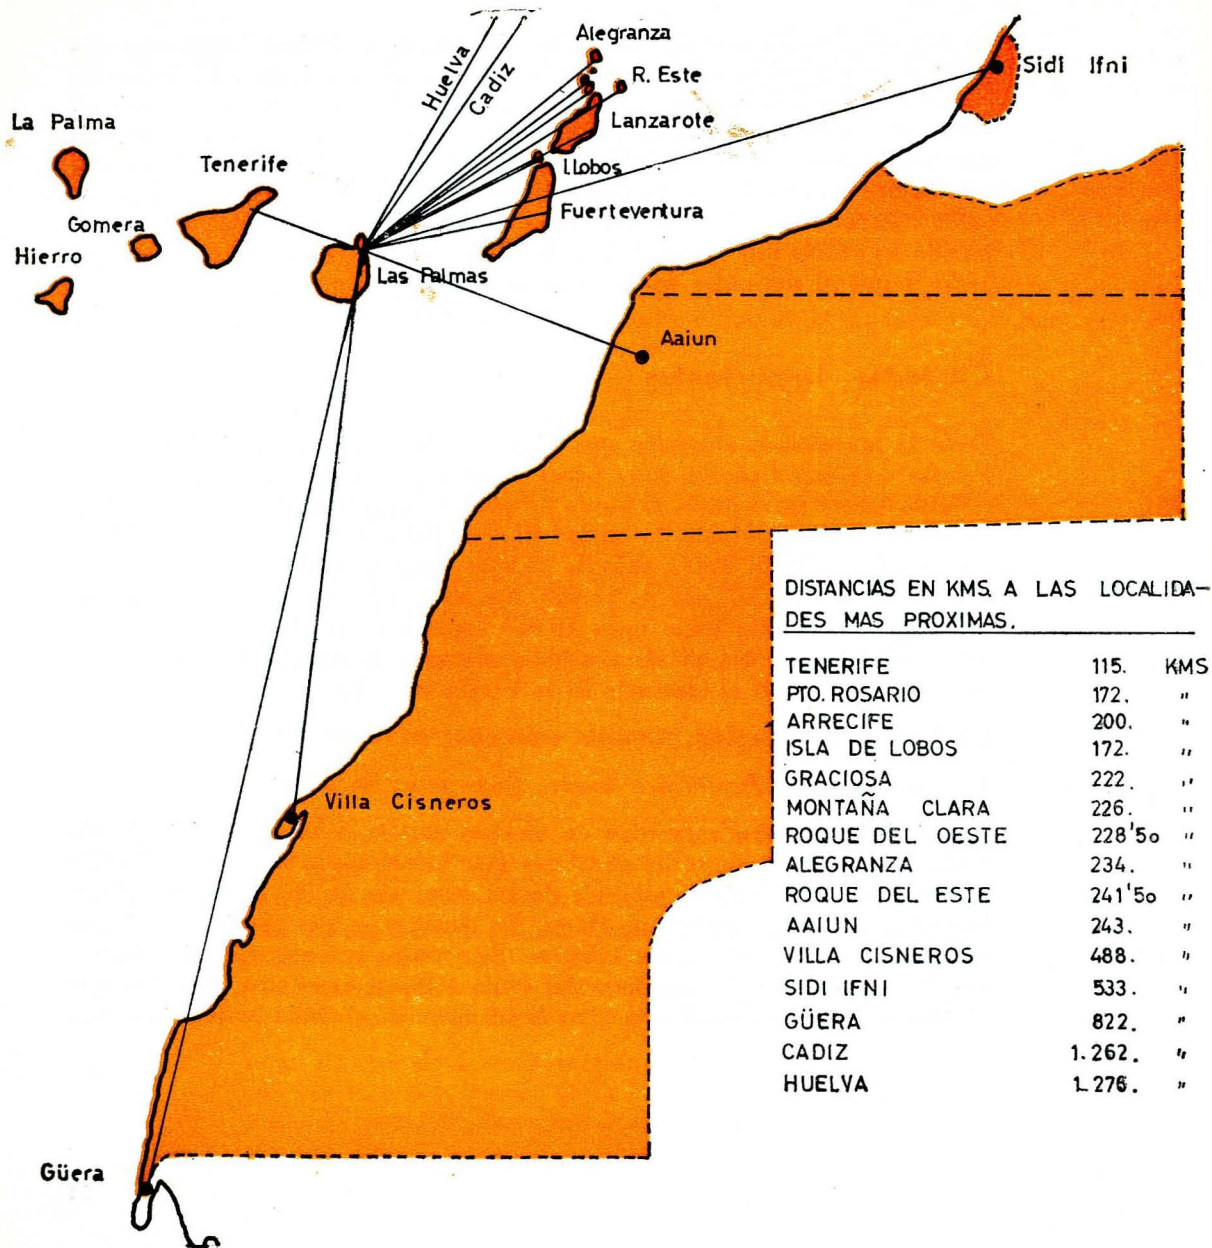 Huelva
Cadiz
Alegranza
R. Este
Sidi Ifni
La Palma
Lanzarote
Tenerife
I.Lobos
Gomera
Fuerteventura
Hierro
Las Palmas
Aaiun
Villa Cisneros
Güera
DISTANCIAS EN KMS. A LAS LOCALIDA-
DES MAS PROXIMAS.
TENERIFE 115. KMS
PTO. ROSARIO 172. "
ARRECIFE 200. "
ISLA DE LOBOS 172. "
GRACIOSA 222. "
MONTAÑA CLARA 226. "
ROQUE DEL OESTE 228'50 "
ALEGRANZA 234. "
ROQUE DEL ESTE 241'50 "
AAIUN 243. "
VILLA CISNEROS 488. "
SIDI IFNI 533. "
GÜERA 822. "
CADIZ 1.262. "
HUELVA 1.276. "